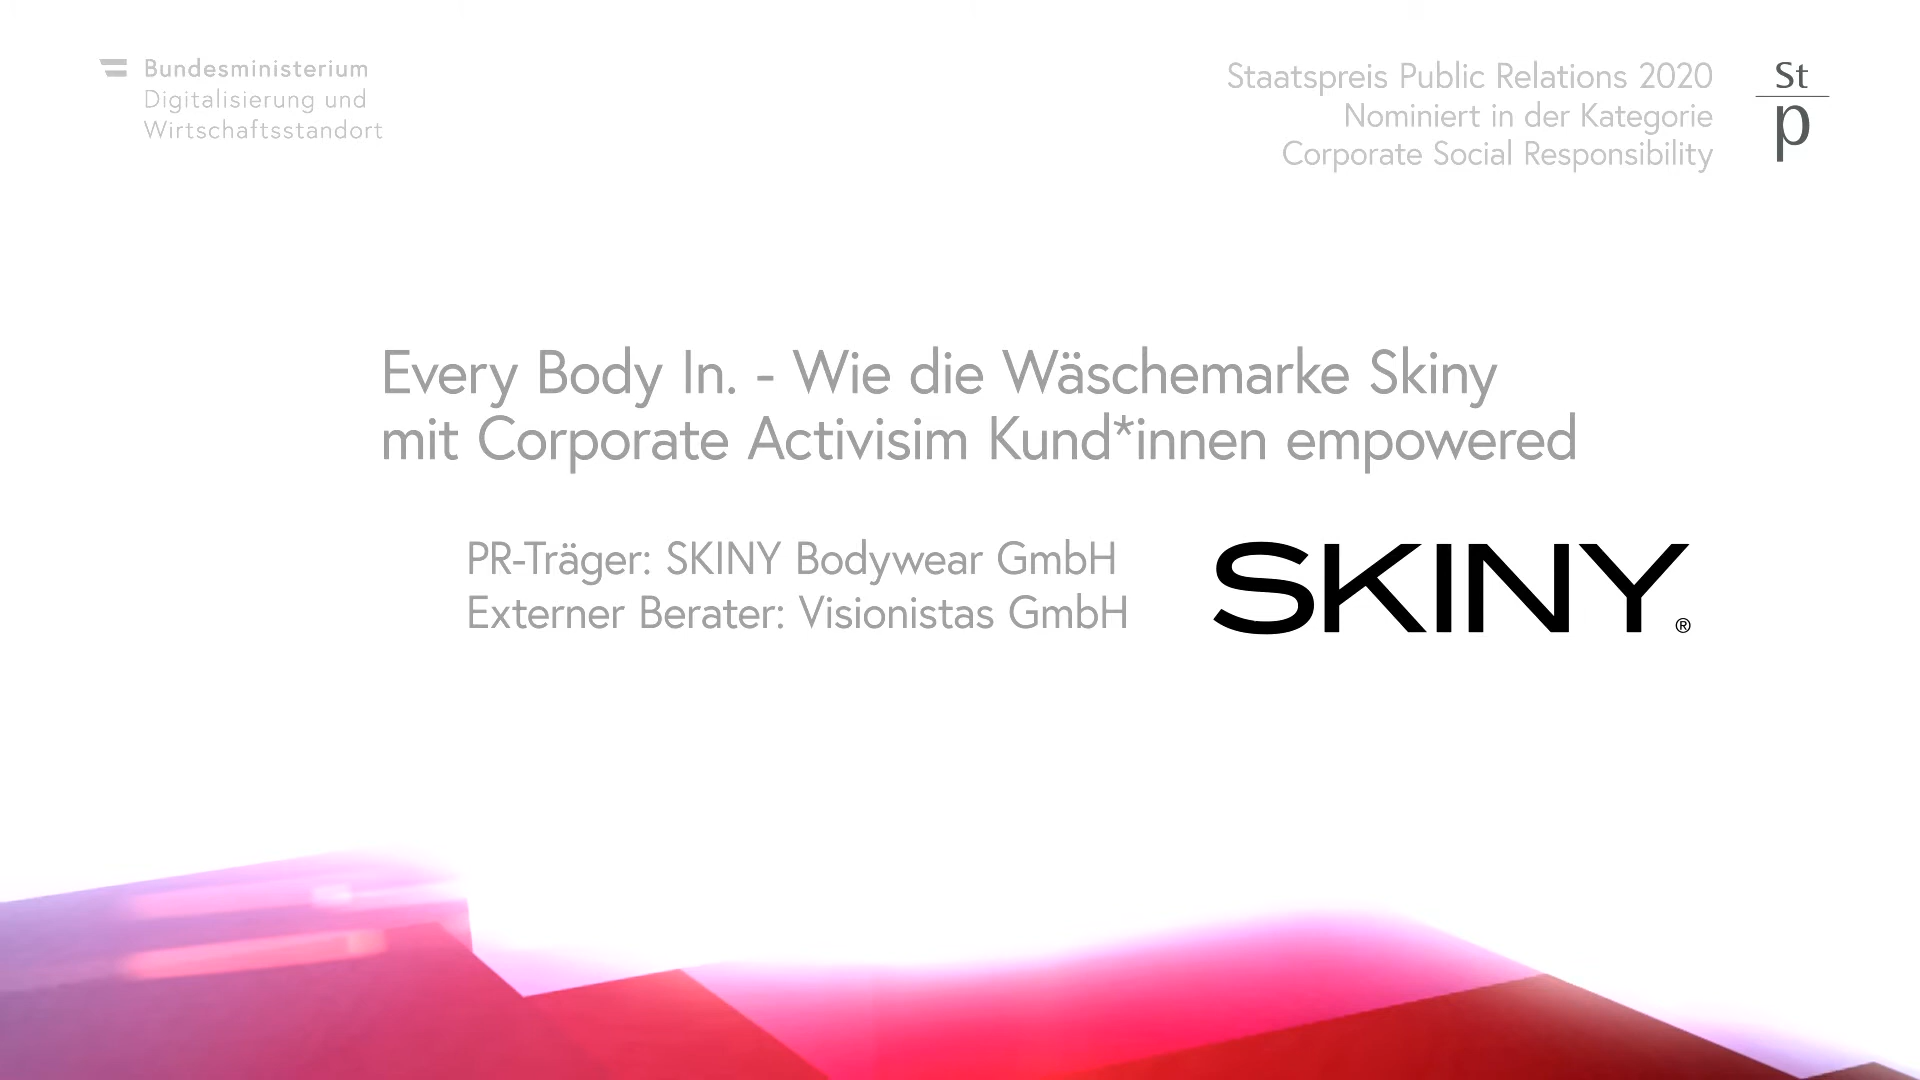 Bundesministerium
Digitalisierung und
Wirtschaftsstandort
Staatspreis Public Relations 2020
Nominiert in der Kategorie
Corporate Social Responsibility
St
p
Every Body In. - Wie die Wäschemarke Skiny
mit Corporate Activisim Kund*innen empowered
PR-Träger: SKINY Bodywear GmbH
Externer Berater: Visionistas GmbH
SKINY®